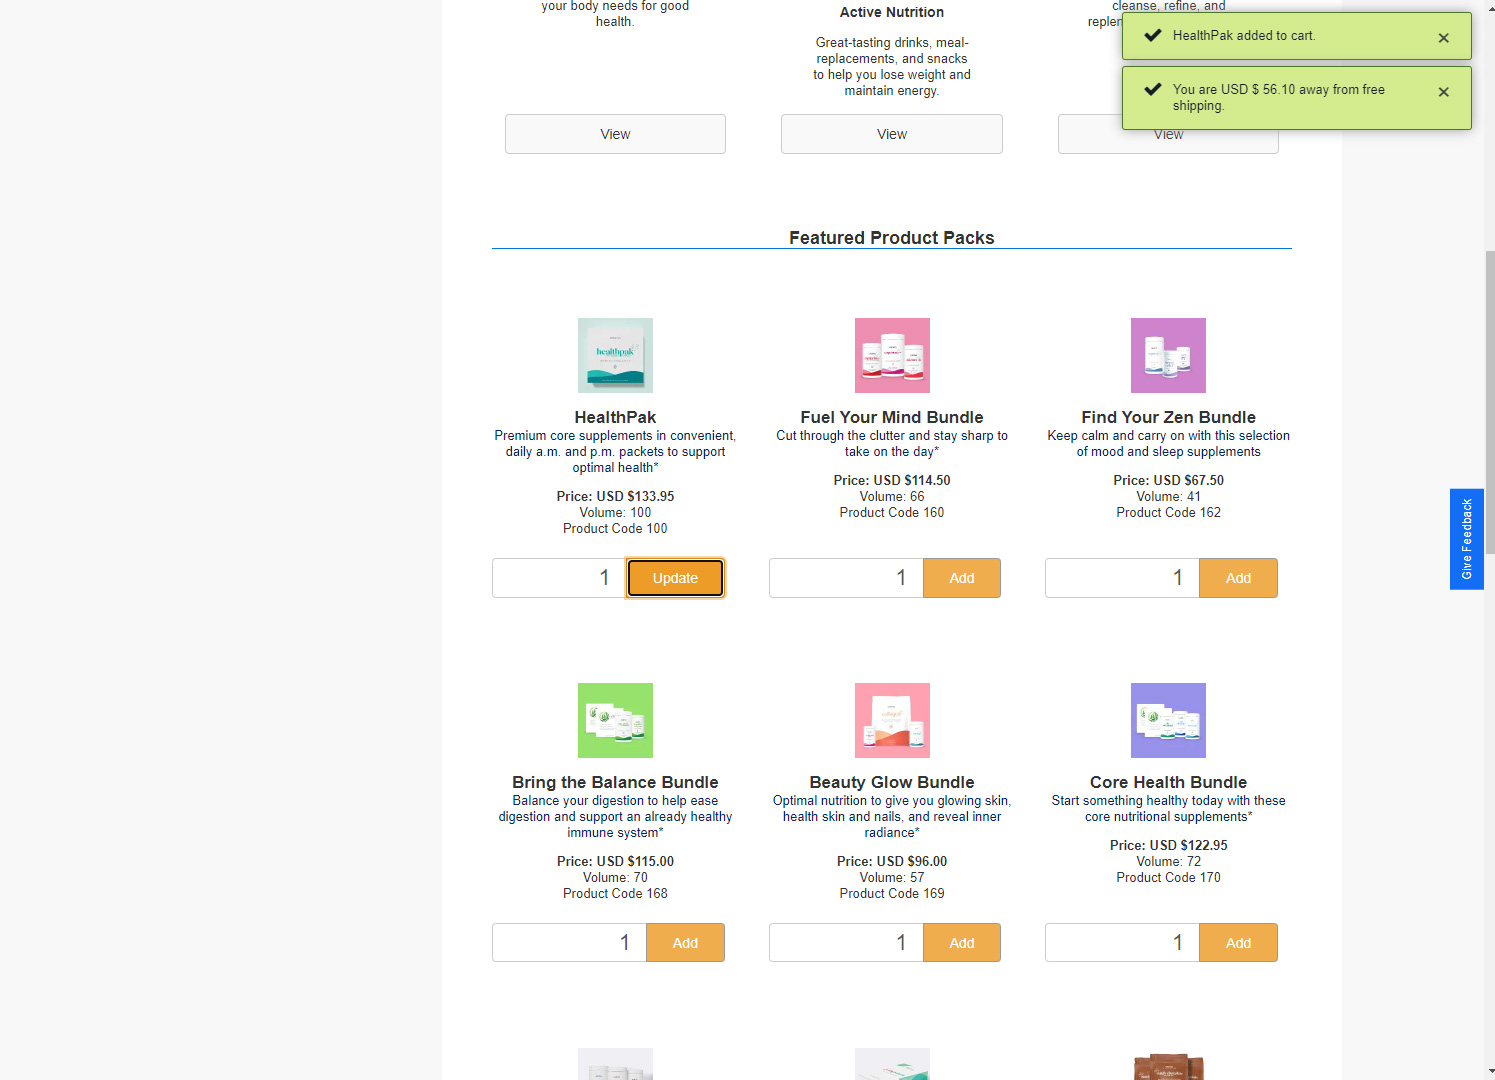 your body needs for good
health.
Active Nutrition
Great-tasting drinks, meal-
replacements, and snacks
to help you lose weight and
maintain energy.
cleanse, refine, and
HealthPak added to cart.
You are USD $ 56.10 away from free
shipping.
View
View
View
Featured Product Packs
healthpak
HealthPak
Premium core supplements in convenient,
daily a.m. and p.m. packets to support
optimal health*
Price: USD $133.95
Volume: 100
Product Code 100
1
Update
Fuel Your Mind Bundle
Cut through the clutter and stay sharp to
take on the day*
Price: USD $114.50
Volume: 66
Product Code 160
1
Add
Find Your Zen Bundle
Keep calm and carry on with this selection
of mood and sleep supplements
Price: USD $67.50
Volume: 41
Product Code 162
1
Add
Give Feedback
Bring the Balance Bundle
Balance your digestion to help ease
digestion and support an already healthy
immune system*
Price: USD $115.00
Volume: 70
Product Code 168
1
Add
Beauty Glow Bundle
Optimal nutrition to give you glowing skin,
health skin and nails, and reveal inner
radiance*
Price: USD $96.00
Volume: 57
Product Code 169
1
Add
Core Health Bundle
Start something healthy today with these
core nutritional supplements*
Price: USD $122.95
Volume: 72
Product Code 170
1
Add